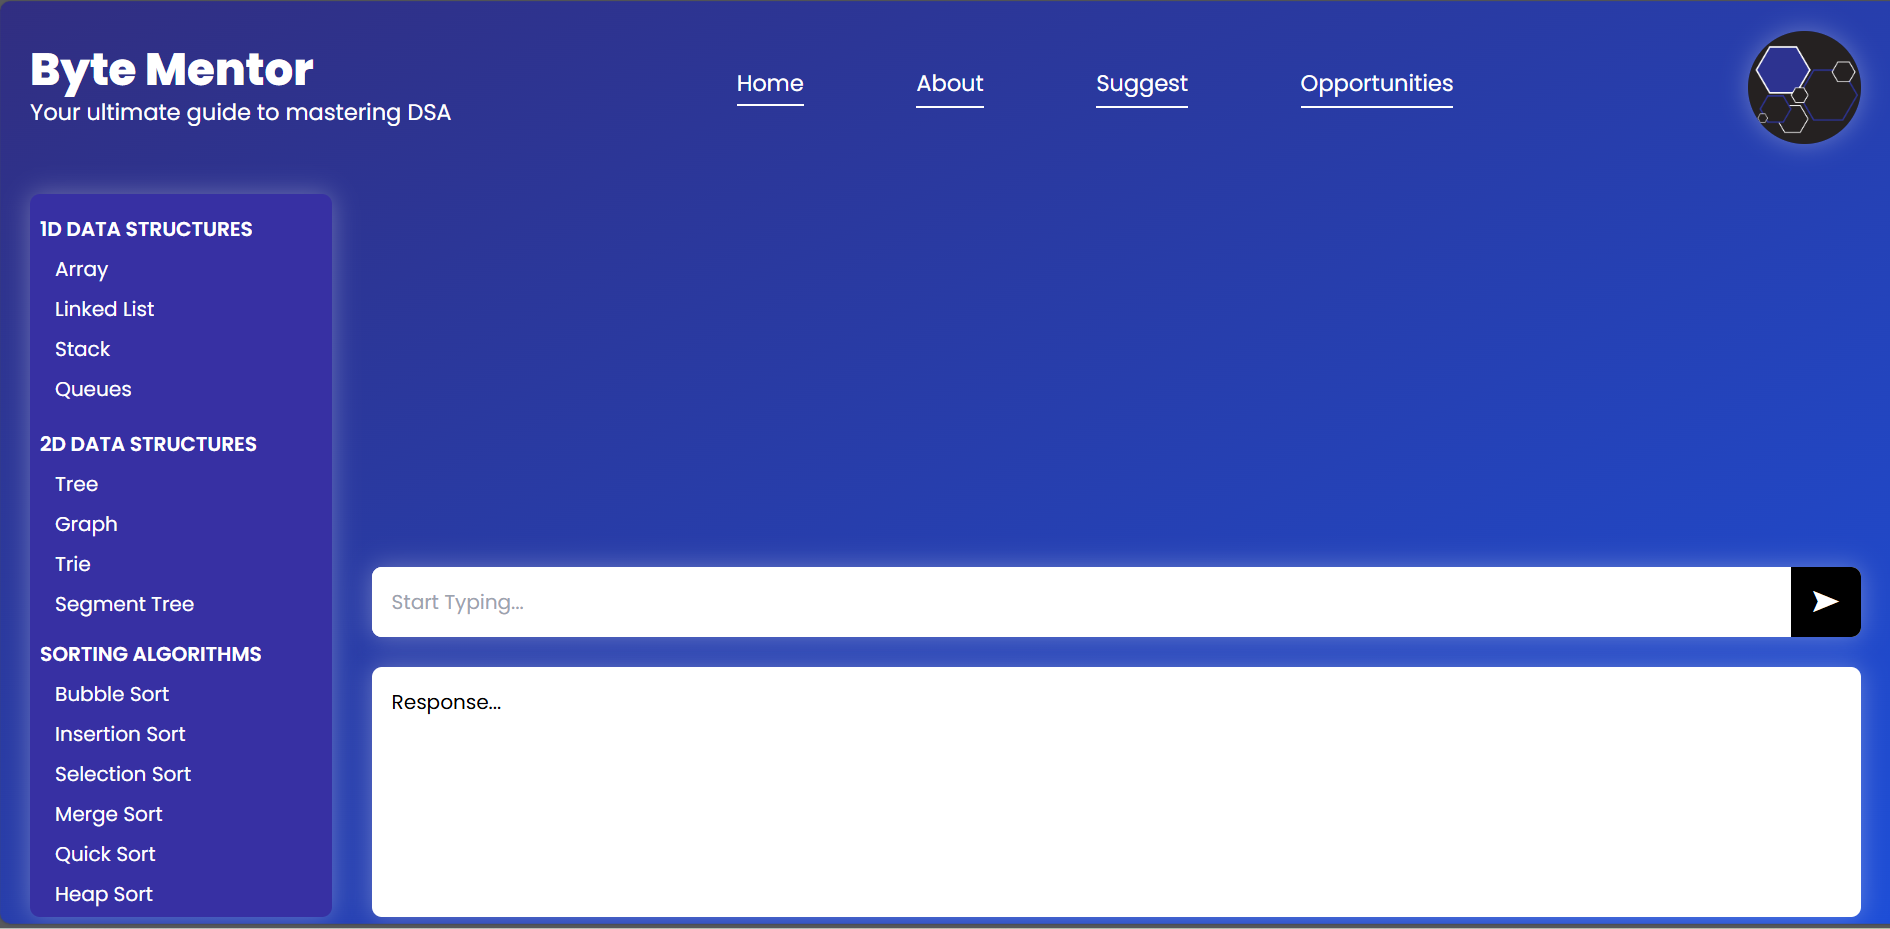 Byte Mentor
Your ultimate guide to mastering DSA
Home
About
Suggest
Opportunities
1D DATA STRUCTURES
Array
Linked List
Stack
Queues
2D DATA STRUCTURES
Tree
Graph
Trie
Segment Tree
SORTING ALGORITHMS
Bubble Sort
Insertion Sort
Selection Sort
Merge Sort
Quick Sort
Heap Sort
Start Typing...
Response...